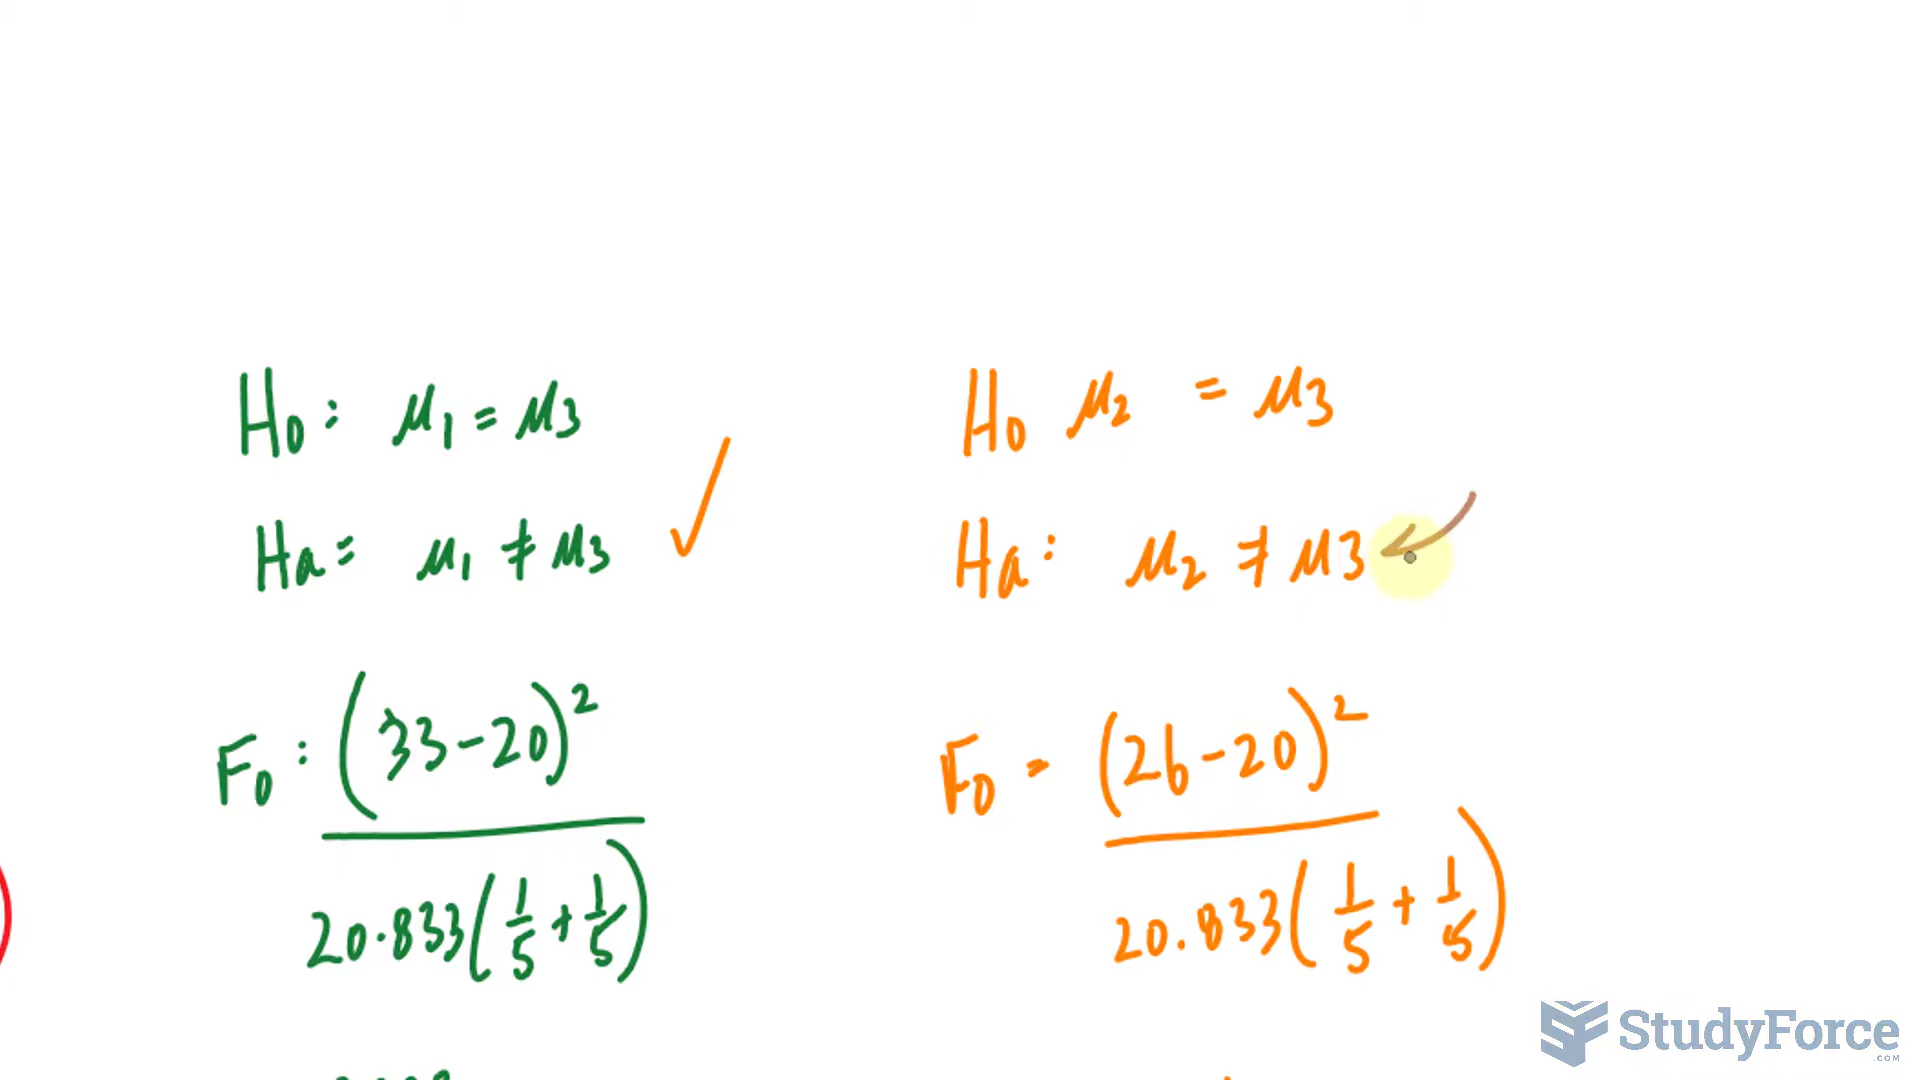 H0: μ1 = μ3
Ha= μ1 ≠ μ3
F0: (33-20)²
20.833(1/5 + 1/5)
H0 μ2 = μ3
Ha: μ2 ≠ μ3
F0 = (26-20)²
20.833(1/5 + 1/5)
StudyForce
.COM